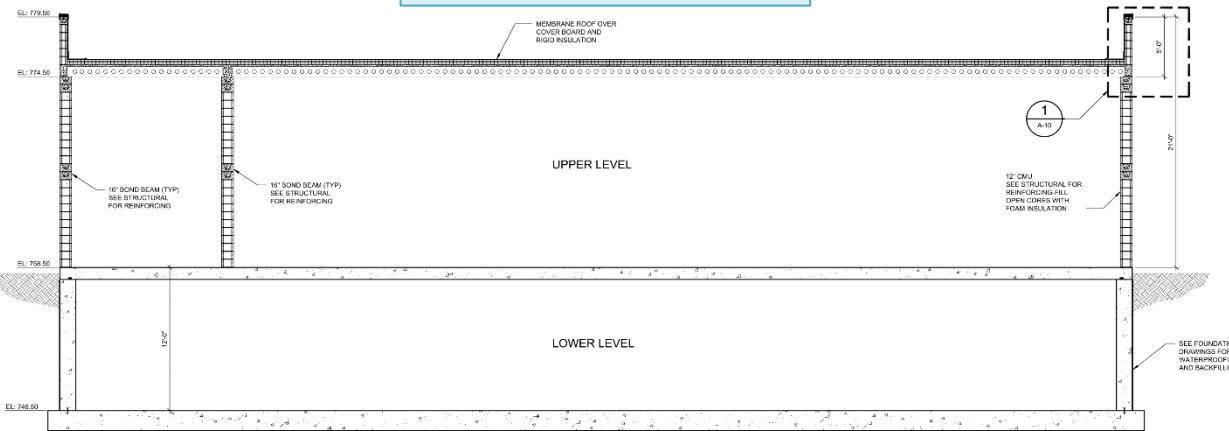 EL: 779.50
MEMBRANE ROOF OVER
COVER BOARD AND
RIGID INSULATION
5'-0"
EL: 774.50
1
A-10
21'-0"
UPPER LEVEL
16" BOND BEAM (TYP)
SEE STRUCTURAL
FOR REINFORCING
16" BOND BEAM (TYP)
SEE STRUCTURAL
FOR REINFORCING
12" CMU
SEE STRUCTURAL FOR
REINFORCING-FILL
OPEN CORES WITH
FOAM INSULATION
EL: 758.50
12'-0"
LOWER LEVEL
SEE FOUNDATI
DRAWINGS FOR
WATERPROOFI
AND BACKFILLI
EL: 746.50